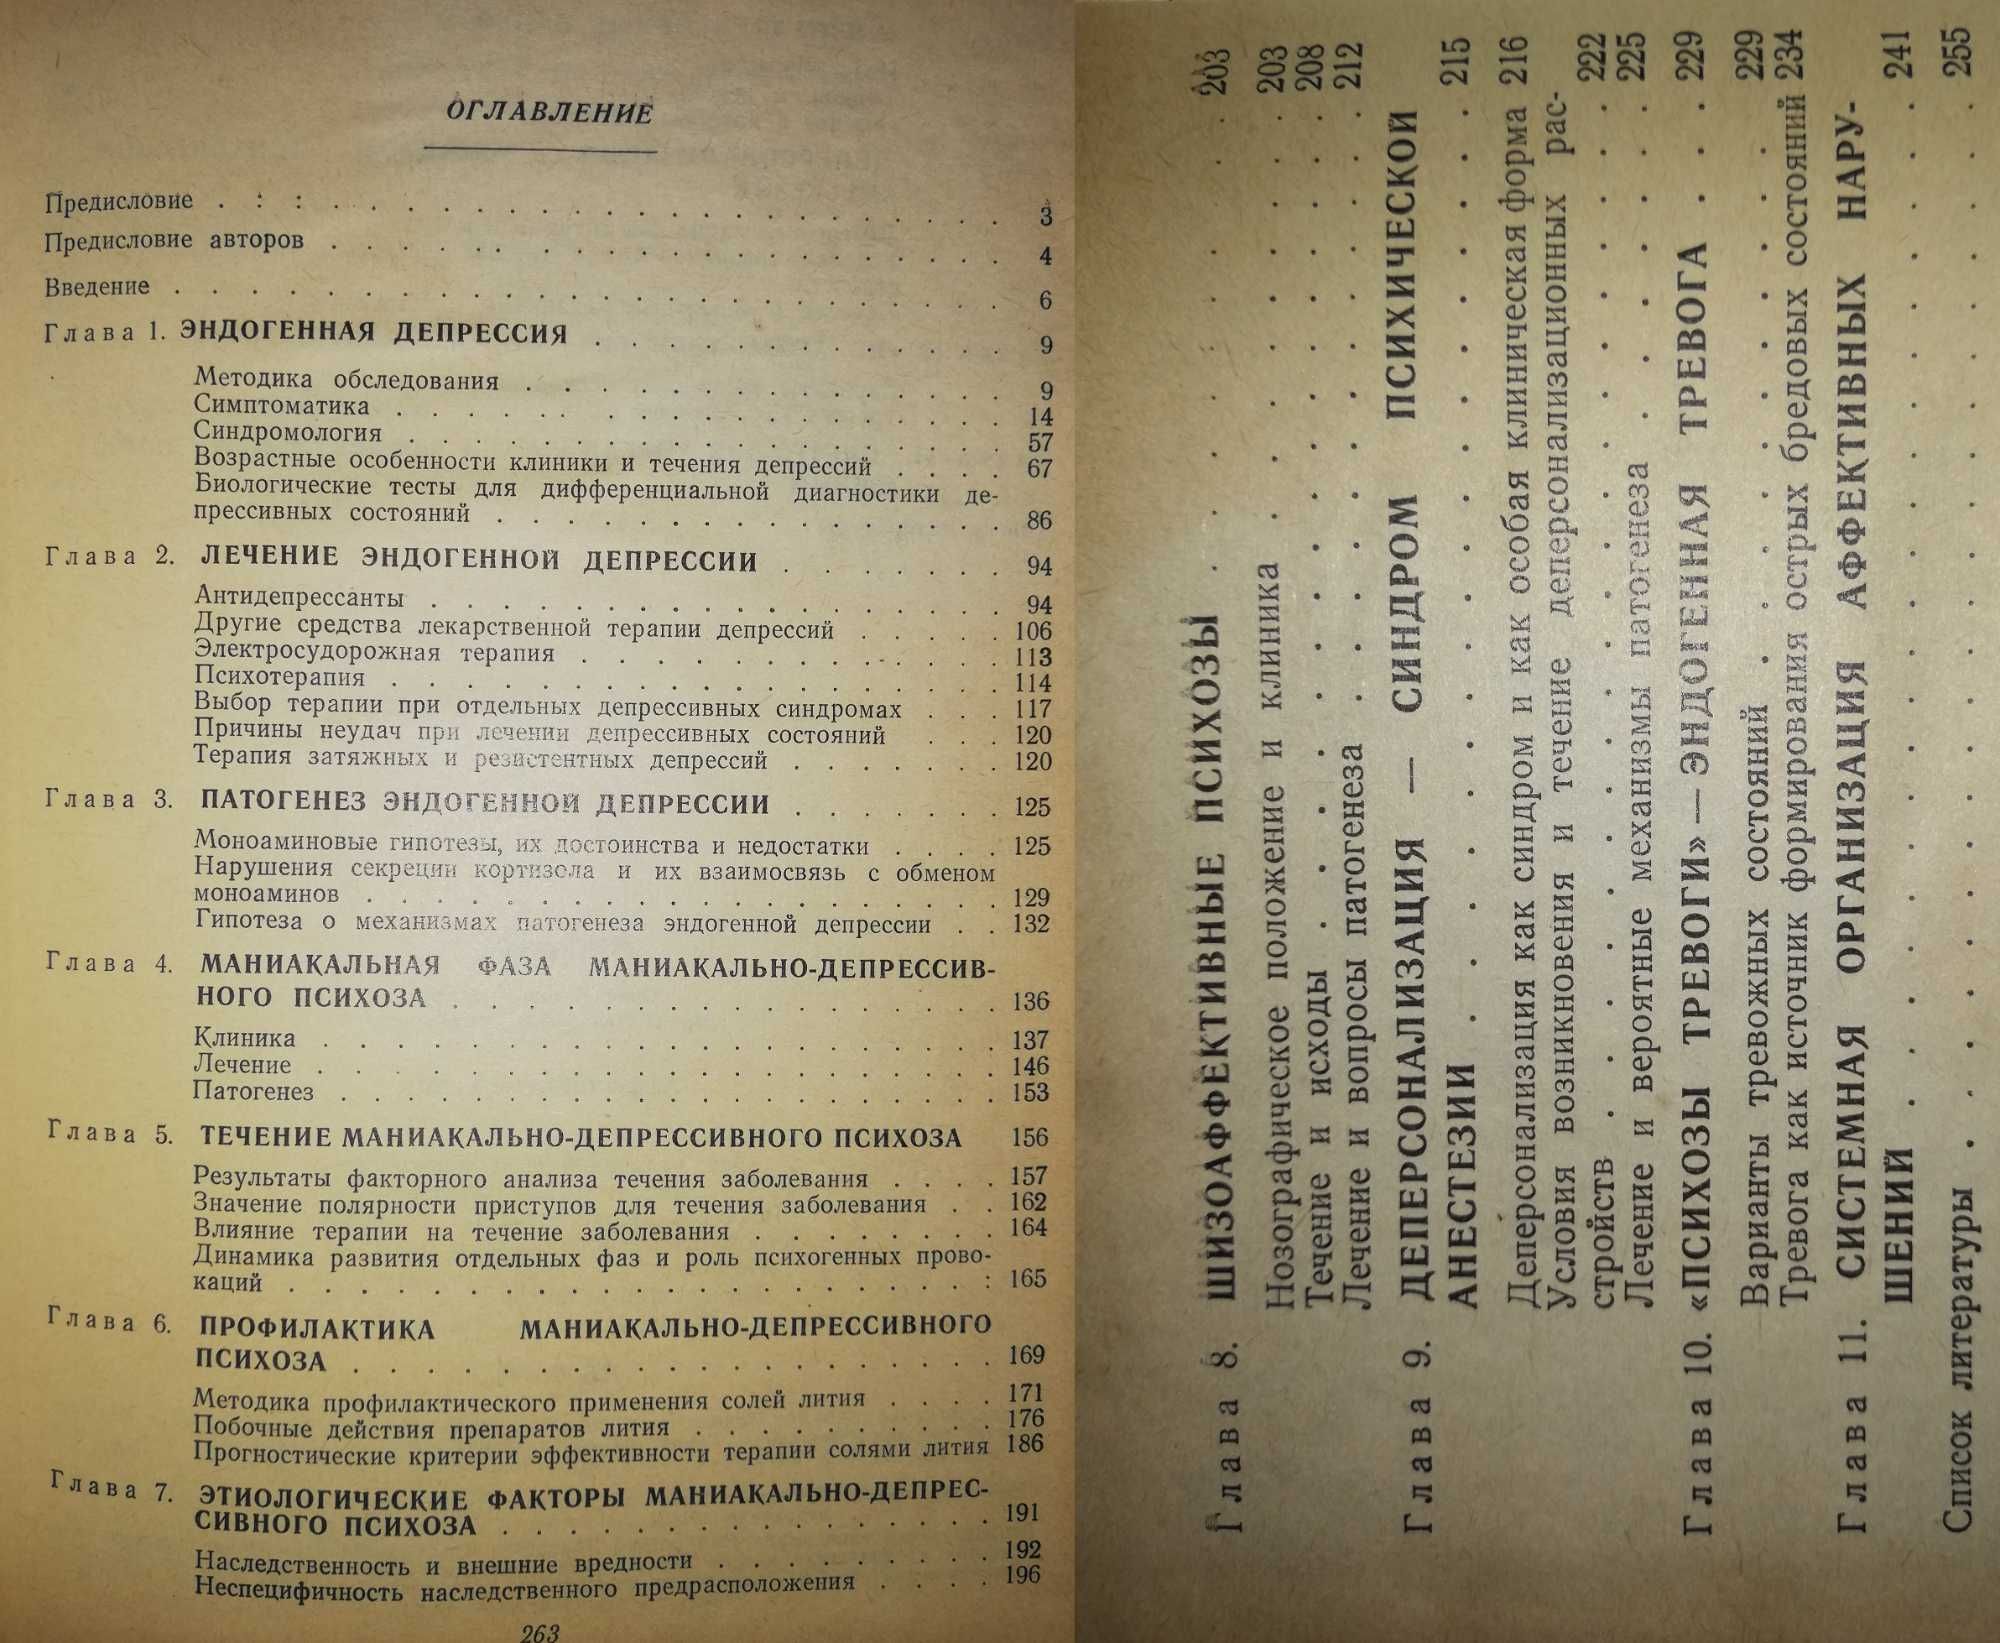 ОГЛАВЛЕНИЕ
Предисловие . : : . . . . . . . . . . . . . . . . . . 3
Предисловие авторов . . . . . . . . . . . . . . . . . . 4
Введение . . . . . . . . . . . . . . . . . . . . . . 6
Глава 1. ЭНДОГЕННАЯ ДЕПРЕССИЯ . . . . . . . . . . . 9
Методика обследования . . . . . . . . . . . . . 9
Симптоматика . . . . . . . . . . . . . . . . 14
Синдромология . . . . . . . . . . . . . . . . 57
Возрастные особенности клиники и течения депрессий . . . . 67
Биологические тесты для дифференциальной диагностики де-
прессивных состояний . . . . . . . . . . . . . . 86
Глава 2. ЛЕЧЕНИЕ ЭНДОГЕННОЙ ДЕПРЕССИИ . . . . . . . 94
Антидепрессанты . . . . . . . . . . . . . . . . 94
Другие средства лекарственной терапии депрессий . . . . . 106
Электросудорожная терапия . . . . . . . . . . . . 113
Психотерапия . . . . . . . . . . . . . . . . . 114
Выбор терапии при отдельных депрессивных синдромах . . . 117
Причины неудач при лечении депрессивных состояний . . . 120
Терапия затяжных и резистентных депрессий . . . . . . 120
Глава 3. ПАТОГЕНЕЗ ЭНДОГЕННОЙ ДЕПРЕССИИ . . . . . . 125
Моноаминовые гипотезы, их достоинства и недостатки . . . . 125
Нарушения секреции кортизола и их взаимосвязь с обменом
моноаминов . . . . . . . . . . . . . . . . . . 129
Гипотеза о механизмах патогенеза эндогенной депрессии . . 132
Глава 4. МАНИАКАЛЬНАЯ ФАЗА МАНИАКАЛЬНО-ДЕПРЕССИВ-
НОГО ПСИХОЗА . . . . . . . . . . . . . . . 136
Клиника . . . . . . . . . . . . . . . . . . . 137
Лечение . . . . . . . . . . . . . . . . . . . 146
Патогенез . . . . . . . . . . . . . . . . . . 153
Глава 5. ТЕЧЕНИЕ МАНИАКАЛЬНО-ДЕПРЕССИВНОГО ПСИХОЗА 156
Результаты факторного анализа течения заболевания . . . . 157
Значение полярности приступов для течения заболевания . . 162
Влияние терапии на течение заболевания . . . . . . . . 164
Динамика развития отдельных фаз и роль психогенных прово-
каций . . . . . . . . . . . . . . . . . . . : 165
Глава 6. ПРОФИЛАКТИКА МАНИАКАЛЬНО-ДЕПРЕССИВНОГО
ПСИХОЗА . . . . . . . . . . . . . . . . . . 169
Методика профилактического применения солей лития . . . . 171
Побочные действия препаратов лития . . . . . . . . . 176
Прогностические критерии эффективности терапии солями лития 186
Глава 7. ЭТИОЛОГИЧЕСКИЕ ФАКТОРЫ МАНИАКАЛЬНО-ДЕПРЕС-
СИВНОГО ПСИХОЗА . . . . . . . . . . . . . . 191
Наследственность и внешние вредности . . . . . . . . . 192
Неспецифичность наследственного предрасположения . . . . 196
263
Глава 8. ШИЗОАФФЕКТИВНЫЕ ПСИХОЗЫ . . . . . . . . . 203
Нозографическое положение и клиника . . . . . . . . . 203
Течение и исходы . . . . . . . . . . . . . . . . 208
Лечение и вопросы патогенеза . . . . . . . . . . . 212
Глава 9. ДЕПЕРСОНАЛИЗАЦИЯ — СИНДРОМ ПСИХИЧЕСКОЙ
АНЕСТЕЗИИ . . . . . . . . . . . . . . . . . 215
Деперсонализация как синдром и как особая клиническая форма 216
Условия возникновения и течение деперсонализационных рас-
стройств . . . . . . . . . . . . . . . . . . 222
Лечение и вероятные механизмы патогенеза . . . . . . . 225
Глава 10. «ПСИХОЗЫ ТРЕВОГИ» — ЭНДОГЕННАЯ ТРЕВОГА . . . 229
Варианты тревожных состояний . . . . . . . . . . . 229
Тревога как источник формирования острых бредовых состояний 234
Глава 11. СИСТЕМНАЯ ОРГАНИЗАЦИЯ АФФЕКТИВНЫХ НАРУ-
ШЕНИЙ . . . . . . . . . . . . . . . . . . 241
Список литературы . . . . . . . . . . . . . . . . . 255